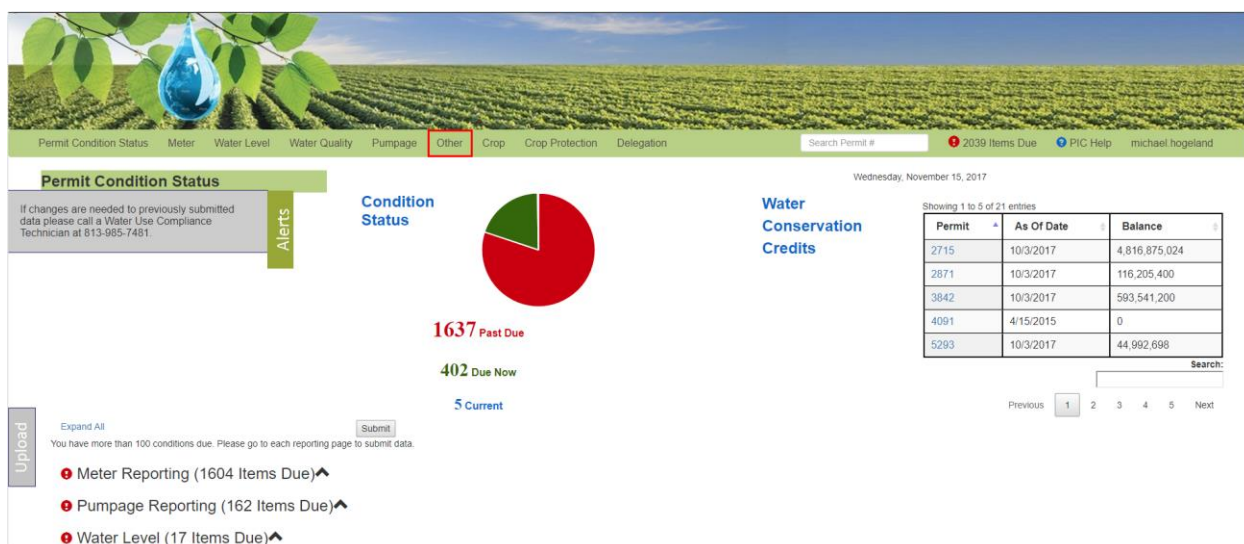 Permit Condition Status Meter Water Level Water Quality Pumpage Other Crop Crop Protection Delegation Search Permit # 2039 Items Due PIC Help michael.hogeland
Wednesday, November 15, 2017
Permit Condition Status
If changes are needed to previously submitted
data please call a Water Use Compliance
Technician at 813-985-7481.
Alerts
Condition
Status
1637 Past Due
402 Due Now
5 Current
Water
Conservation
Credits
Showing 1 to 5 of 21 entries
Permit As Of Date Balance
2715 10/3/2017 4,816,875,024
2871 10/3/2017 116,205,400
3842 10/3/2017 593,541,200
4091 4/15/2015 0
5293 10/3/2017 44,992,698
Search:
Previous 1 2 3 4 5 Next
Upload
Expand All Submit
You have more than 100 conditions due. Please go to each reporting page to submit data.
Meter Reporting (1604 Items Due)
Pumpage Reporting (162 Items Due)
Water Level (17 Items Due)